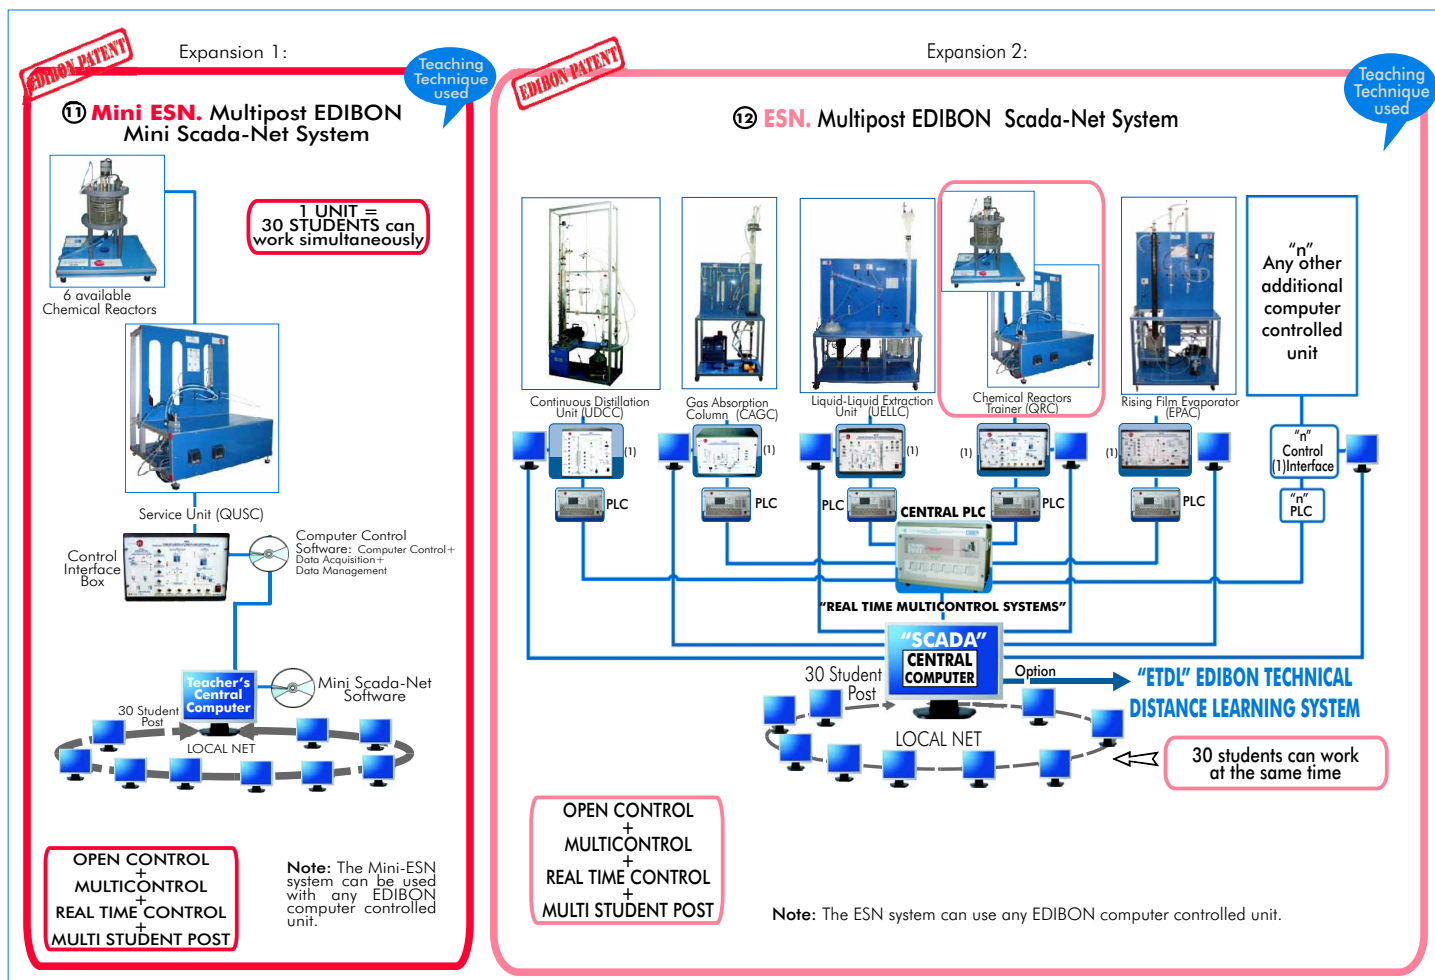 EDIBON PATENT
Expansion 1:
Teaching
Technique
used
⑪ Mini ESN. Multipost EDIBON
Mini Scada-Net System
1 UNIT =
30 STUDENTS can
work simultaneously
6 available
Chemical Reactors
Service Unit (QUSC)
Control
Interface
Box
Computer Control
Software: Computer Control+
Data Acquisition+
Data Management
Teacher's
Central
Computer
Mini Scada-Net
Software
30 Student
Post
LOCAL NET
OPEN CONTROL
+
MULTICONTROL
+
REAL TIME CONTROL
+
MULTI STUDENT POST
Note: The Mini-ESN
system can be used
with any EDIBON
computer controlled
unit.
EDIBON PATENT
Expansion 2:
Teaching
Technique
used
⑫ ESN. Multipost EDIBON Scada-Net System
Continuous Distillation
Unit (UDCC)
Gas Absorption
Column (CAGC)
Liquid-Liquid Extraction
Unit (UELLC)
Chemical Reactors
Trainer (QRC)
Rising Film Evaporator
(EPAC)
"n"
Any other
additional
computer
controlled
unit
(1)
(1)
(1)
(1)
(1)
"n"
Control
(1)Interface
PLC
PLC
PLC
PLC
PLC
"n"
PLC
CENTRAL PLC
"REAL TIME MULTICONTROL SYSTEMS"
"SCADA"
CENTRAL
COMPUTER
30 Student
Post
Option
"ETDL" EDIBON TECHNICAL
DISTANCE LEARNING SYSTEM
LOCAL NET
30 students can work
at the same time
OPEN CONTROL
+
MULTICONTROL
+
REAL TIME CONTROL
+
MULTI STUDENT POST
Note: The ESN system can use any EDIBON computer controlled unit.